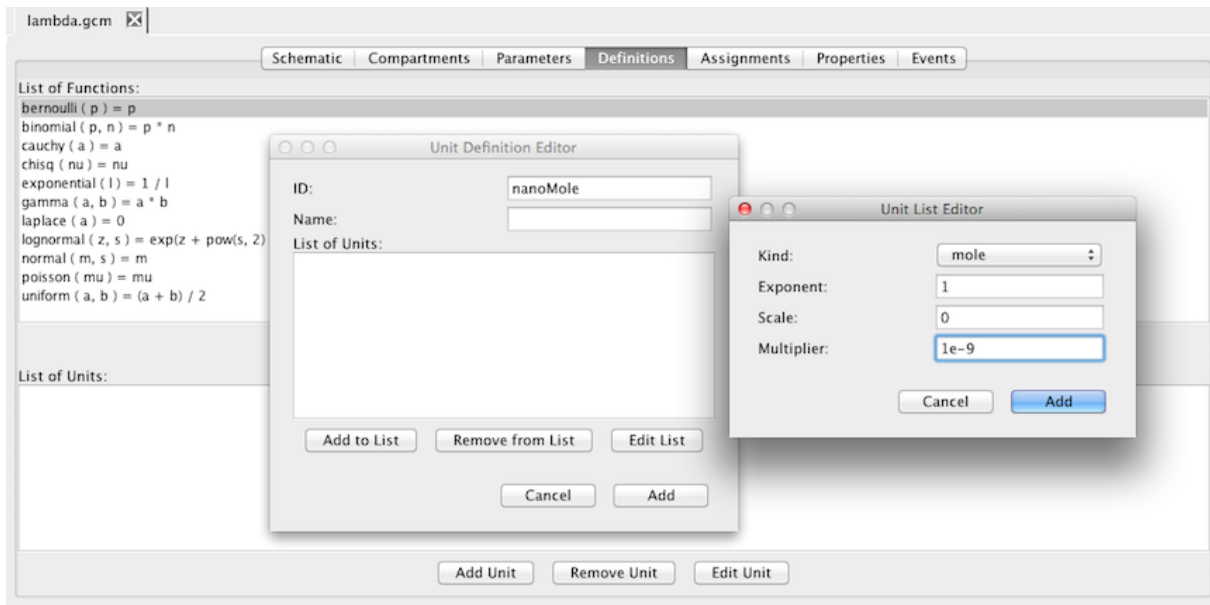 lambda.gcm
Schematic Compartments Parameters Definitions Assignments Properties Events
List of Functions:
bernoulli ( p ) = p
binomial ( p, n ) = p * n
cauchy ( a ) = a
chisq ( nu ) = nu
exponential ( l ) = 1 / l
gamma ( a, b ) = a * b
laplace ( a ) = 0
lognormal ( z, s ) = exp(z + pow(s, 2)
normal ( m, s ) = m
poisson ( mu ) = mu
uniform ( a, b ) = (a + b) / 2
List of Units:
Add Unit Remove Unit Edit Unit
Unit Definition Editor
ID: nanoMole
Name:
List of Units:
Add to List Remove from List Edit List
Cancel Add
Unit List Editor
Kind: mole
Exponent: 1
Scale: 0
Multiplier: 1e-9
Cancel Add